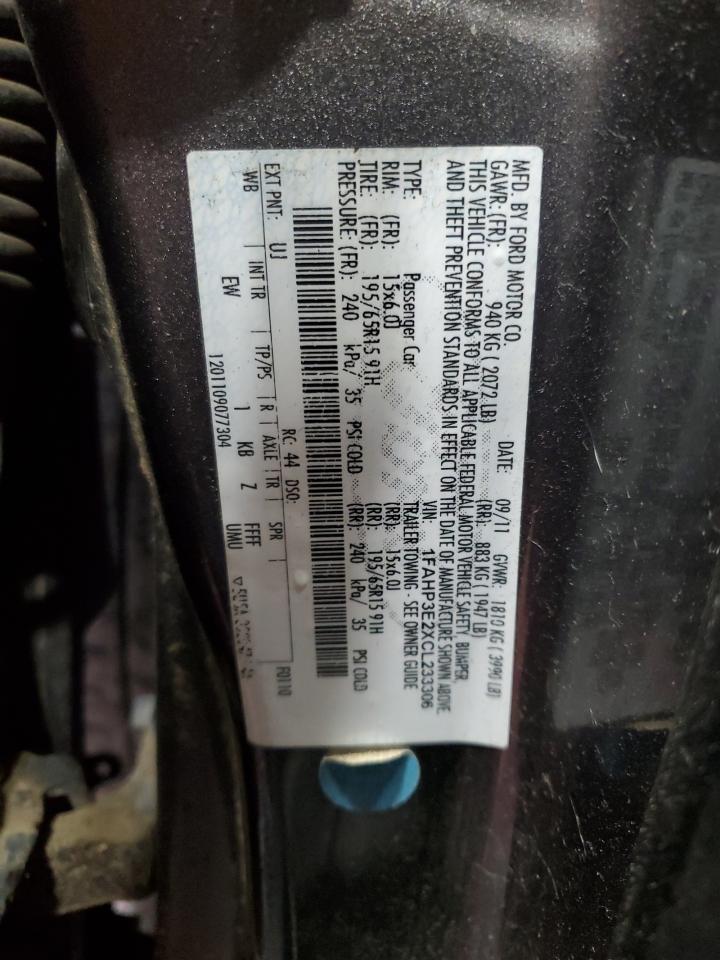 MFD. BY FORD MOTOR CO. DATE: 09/11 GVWR: 1810 KG ( 3990 LB)
GAWR: (FR): 940 KG ( 2072 LB) (RR): 883 KG ( 1947 LB)
THIS VEHICLE CONFORMS TO ALL APPLICABLE FEDERAL MOTOR VEHICLE SAFETY, BUMPER,
AND THEFT PREVENTION STANDARDS IN EFFECT ON THE DATE OF MANUFACTURE SHOWN ABOVE.
VIN: 1FAHP3E2XCL233306
TYPE: Passenger Car TRAILER TOWING - SEE OWNER GUIDE
RIM: (FR): 15x6.0J (RR): 15x6.0J
TIRE: (FR): 195/65R15 91H (RR): 195/65R15 91H
PRESSURE: (FR): 240 kPa/ 35 PSI COLD (RR): 240 kPa/ 35 PSI COLD
RC: 44 DSO: F0110
EXT PNT: UJ
WB INT TR TP/PS R AXLE TR SPR
EW 1 KB Z FFFF
UMU
1201109077304